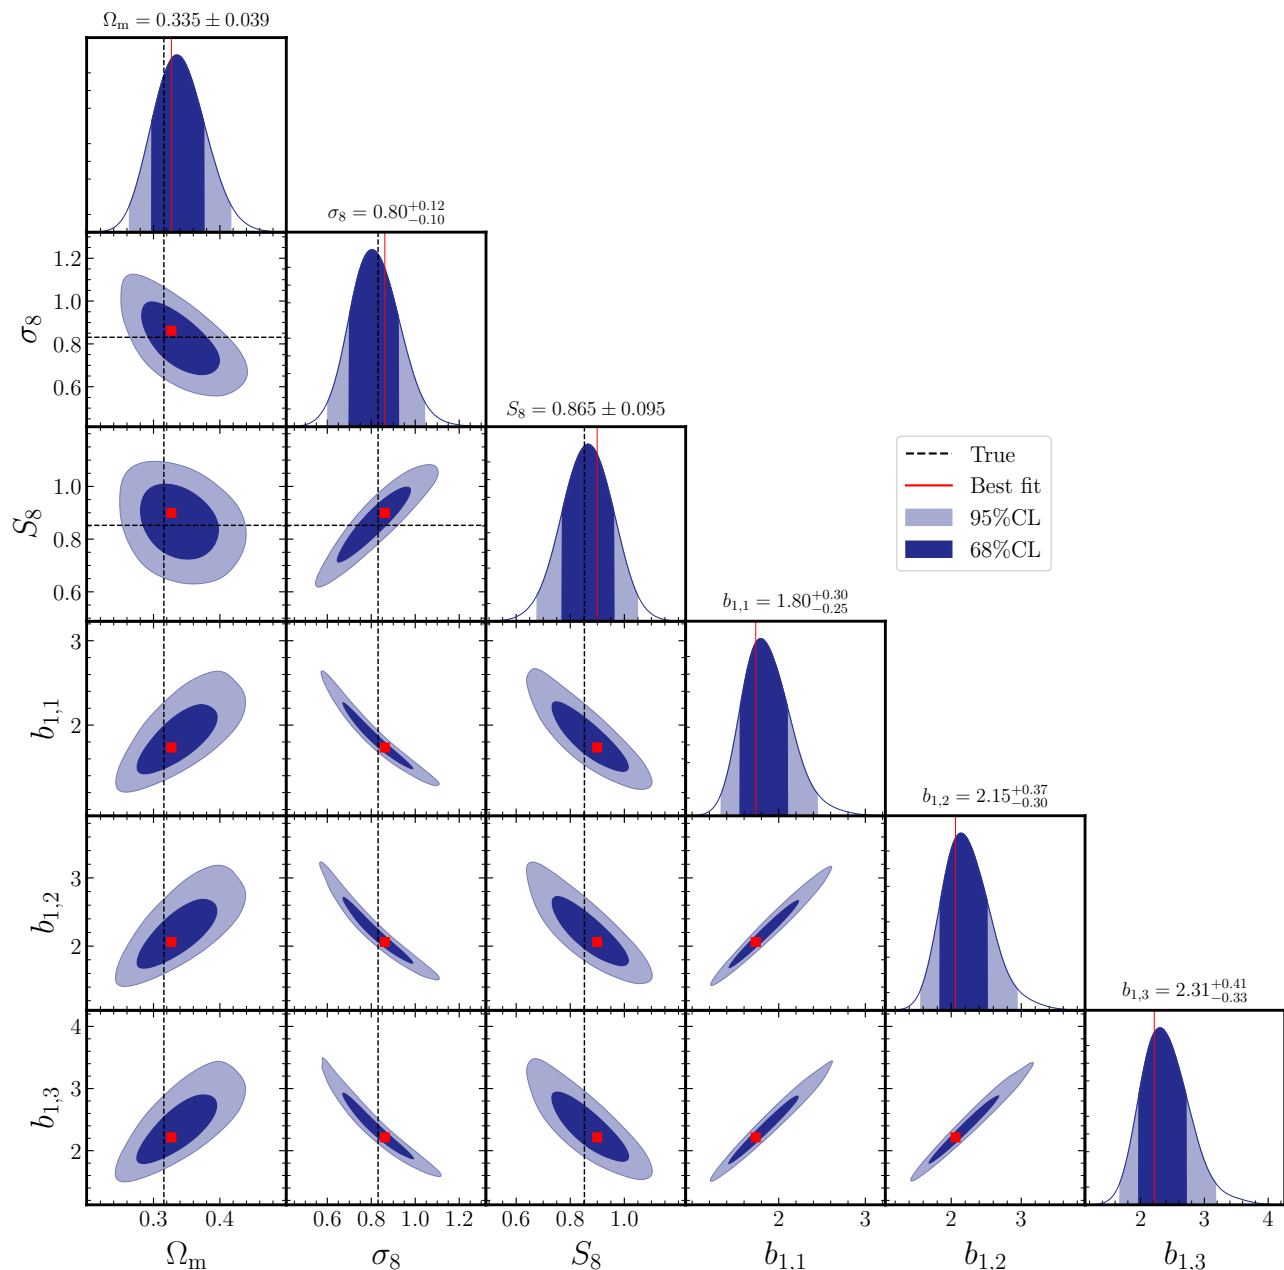 Ωm = 0.335 ± 0.039
σ8 = 0.80 +0.12 −0.10
1.2
1.0
0.8
0.6
σ8
S8 = 0.865 ± 0.095
1.0
0.8
0.6
S8
True
Best fit
95%CL
68%CL
b1,1 = 1.80 +0.30 −0.25
3
2
b1,1
b1,2 = 2.15 +0.37 −0.30
3
2
b1,2
b1,3 = 2.31 +0.41 −0.33
4
3
2
b1,3
0.3 0.4 0.6 0.8 1.0 1.2 0.6 0.8 1.0 2 3 2 3 2 3 4
Ωm σ8 S8 b1,1 b1,2 b1,3